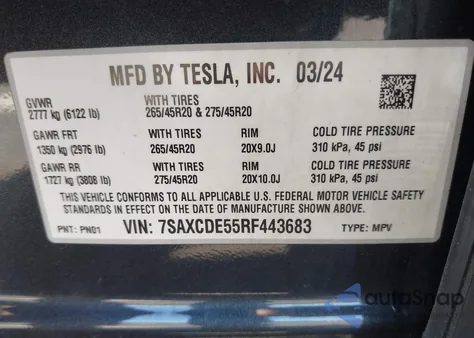 MFD BY TESLA, INC. 03/24
GVWR WITH TIRES
2777 kg (6122 lb) 265/45R20 & 275/45R20
GAWR FRT WITH TIRES RIM COLD TIRE PRESSURE
1350 kg (2976 lb) 265/45R20 20X9.0J 310 kPa, 45 psi
GAWR RR WITH TIRES RIM COLD TIRE PRESSURE
1727 kg (3808 lb) 275/45R20 20X10.0J 310 kPa, 45 psi
THIS VEHICLE CONFORMS TO ALL APPLICABLE U.S. FEDERAL MOTOR VEHICLE SAFETY
STANDARDS IN EFFECT ON THE DATE OF MANUFACTURE SHOWN ABOVE.
PNT: PN01 VIN: 7SAXCDE55RF443683 TYPE: MPV
autoSnap